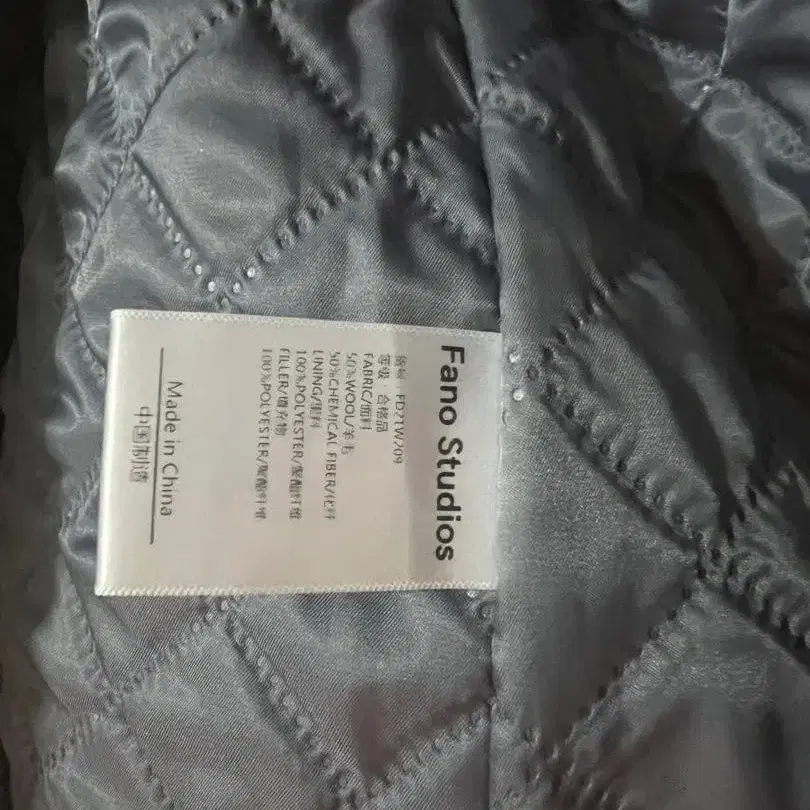 Fano Studios
货号：FD21W209
等级：合格品
FABRIC/面料
50%WOOL/羊毛
50%CHEMICAL FIBER/化纤
LINING/里料
100%POLYESTER/聚酯纤维
FILLER/填充物
100%POLYESTER/聚酯纤维
Made in China
中国制造